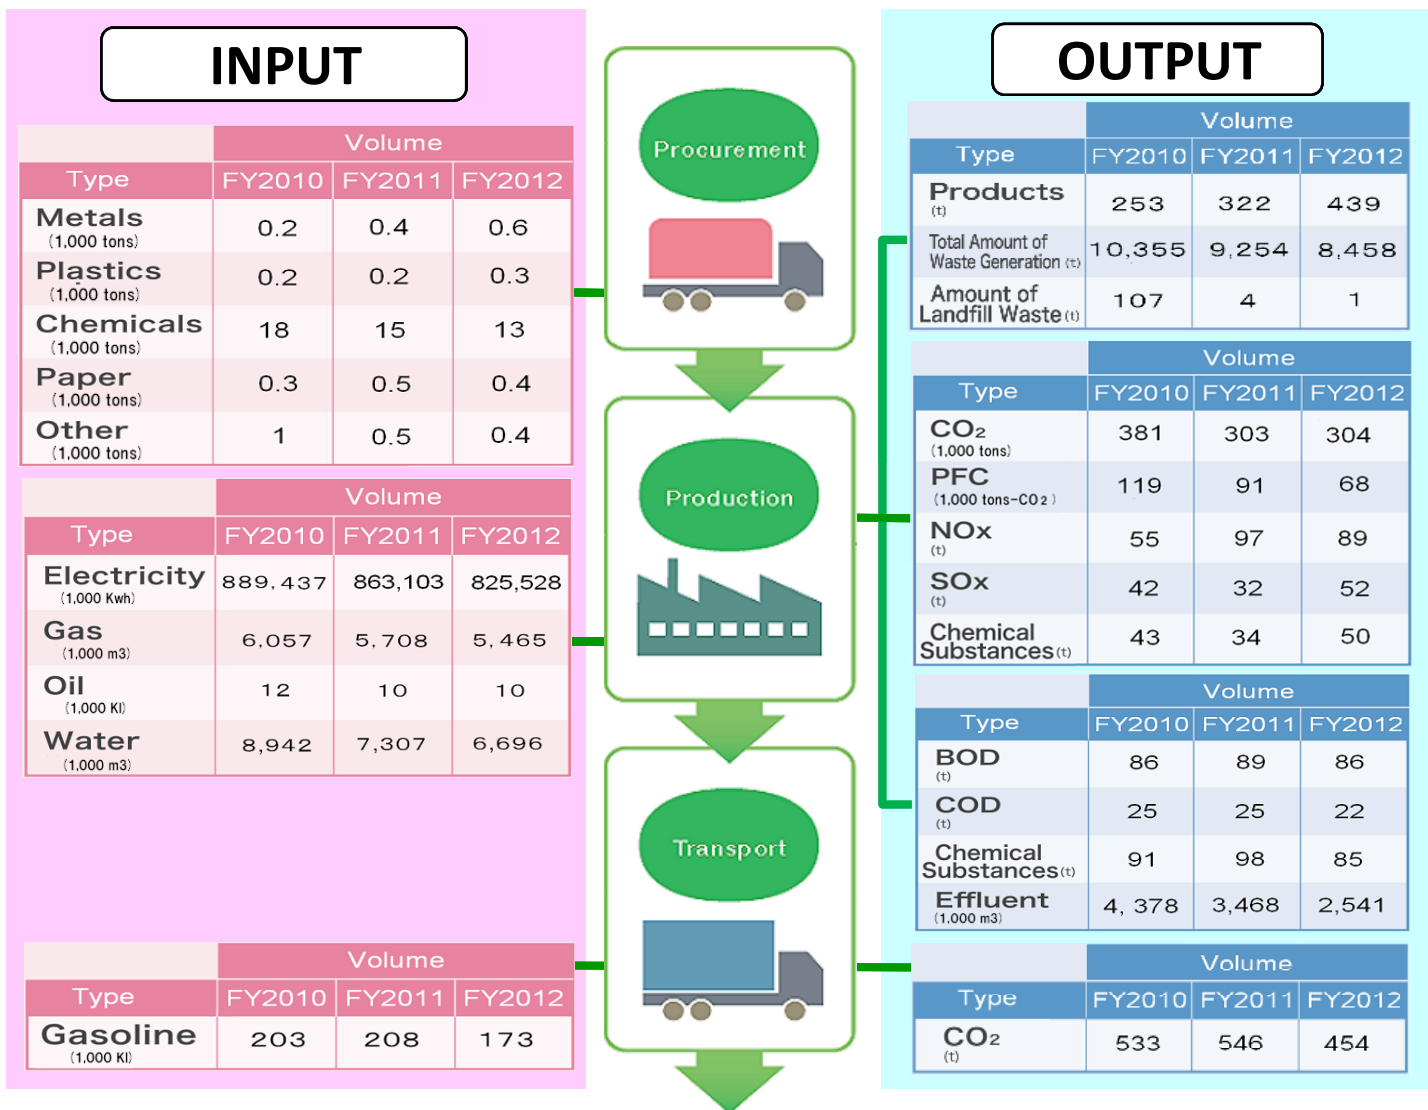 INPUT
Volume
Type FY2010 FY2011 FY2012
Metals 0.2 0.4 0.6
(1,000 tons)
Plastics 0.2 0.2 0.3
(1,000 tons)
Chemicals 18 15 13
(1,000 tons)
Paper 0.3 0.5 0.4
(1,000 tons)
Other 1 0.5 0.4
(1,000 tons)
Volume
Type FY2010 FY2011 FY2012
Electricity 889,437 863,103 825,528
(1,000 Kwh)
Gas 6,057 5,708 5,465
(1,000 m3)
Oil 12 10 10
(1,000 Kl)
Water 8,942 7,307 6,696
(1,000 m3)
Volume
Type FY2010 FY2011 FY2012
Gasoline 203 208 173
(1,000 Kl)
Procurement
Production
Transport
OUTPUT
Volume
Type FY2010 FY2011 FY2012
Products 253 322 439
(t)
Total Amount of
Waste Generation (t) 10,355 9,254 8,458
Amount of
Landfill Waste (t) 107 4 1
Volume
Type FY2010 FY2011 FY2012
CO2 381 303 304
(1,000 tons)
PFC 119 91 68
(1,000 tons-CO2 )
NOx 55 97 89
(t)
SOx 42 32 52
(t)
Chemical
Substances (t) 43 34 50
Volume
Type FY2010 FY2011 FY2012
BOD 86 89 86
(t)
COD 25 25 22
(t)
Chemical
Substances (t) 91 98 85
Effluent 4, 378 3,468 2,541
(1,000 m3)
Volume
Type FY2010 FY2011 FY2012
CO2 533 546 454
(t)